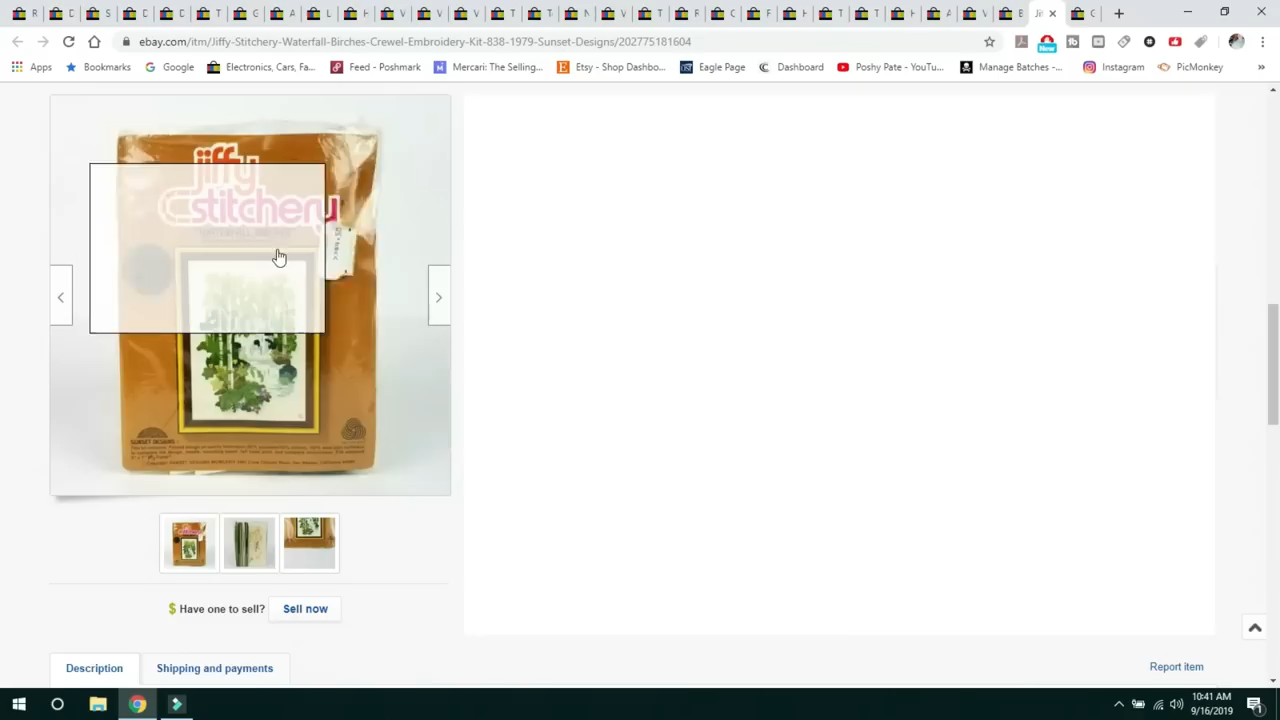 R
D
S
D
D
T
G
A
L
H
V
V
V
T
T
N
V
T
R
C
F
H
T
T
H
A
V
B
Ji
C
ebay.com/itm/Jiffy-Stitchery-Waterfall-Birches-Crewel-Embroidery-Kit-838-1979-Sunset-Designs/202775181604
New
Apps
Bookmarks
Google
Electronics, Cars, Fa...
Feed - Poshmark
Mercari: The Selling...
Etsy - Shop Dashbo...
Eagle Page
Dashboard
Poshy Pate - YouTu...
Manage Batches -...
Instagram
PicMonkey
»
jiffy
stitchery
SUNSET DESIGNS
$ Have one to sell?
Sell now
Description
Shipping and payments
Report item
10:41 AM
9/16/2019
1